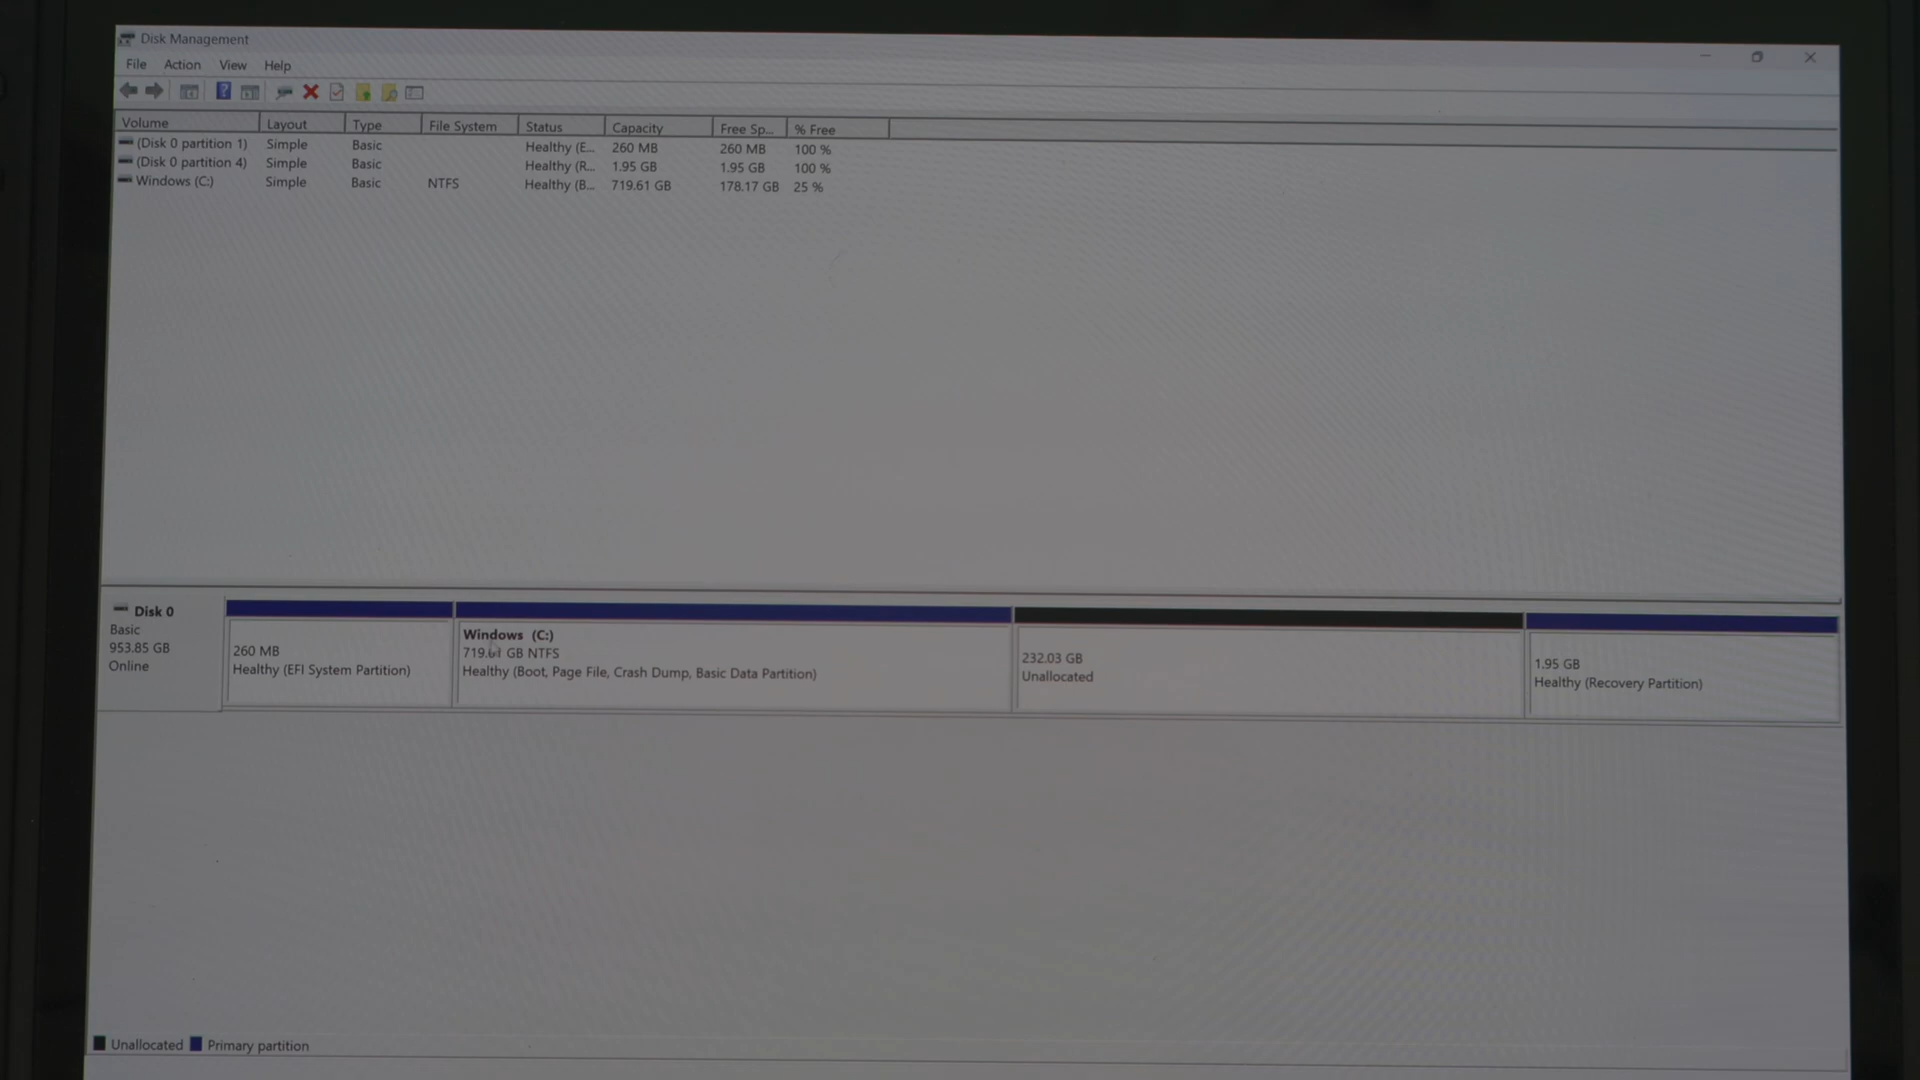 Disk Management
File Action View Help
Volume Layout Type File System Status Capacity Free Sp... % Free
(Disk 0 partition 1) Simple Basic Healthy (E... 260 MB 260 MB 100 %
(Disk 0 partition 4) Simple Basic Healthy (R... 1.95 GB 1.95 GB 100 %
Windows (C:) Simple Basic NTFS Healthy (B... 719.61 GB 178.17 GB 25 %
Disk 0
Basic
953.85 GB
Online
260 MB
Healthy (EFI System Partition)
Windows (C:)
719.61 GB NTFS
Healthy (Boot, Page File, Crash Dump, Basic Data Partition)
232.03 GB
Unallocated
1.95 GB
Healthy (Recovery Partition)
Unallocated Primary partition